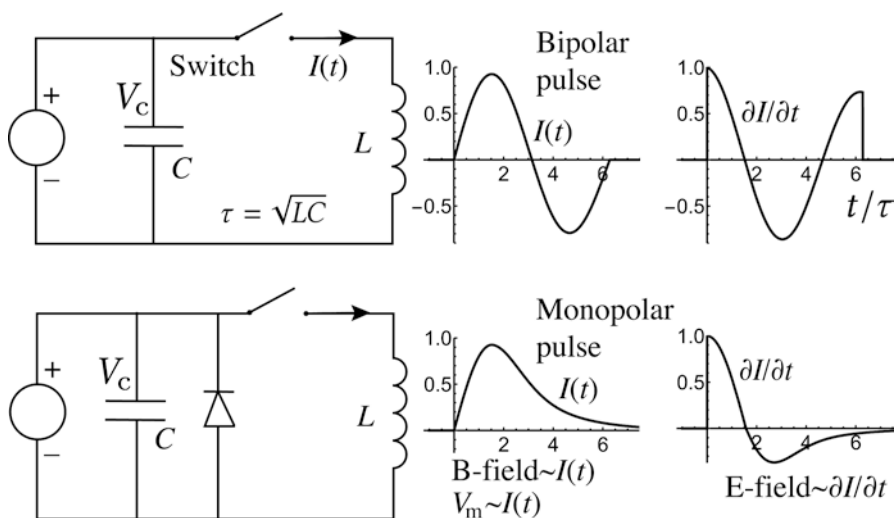 Switch
I(t)
+
V_c
−
C
L
τ = √LC
Bipolar
pulse
1.0
0.5
I(t)
2
4
6
−0.5
1.0
∂I/∂t
0.5
2
4
6
−0.5
t/τ
+
V_c
−
C
L
Monopolar
pulse
1.0
0.5
I(t)
2
4
6
B-field~I(t)
V_m~I(t)
1.0
∂I/∂t
0.5
2
4
6
E-field~∂I/∂t